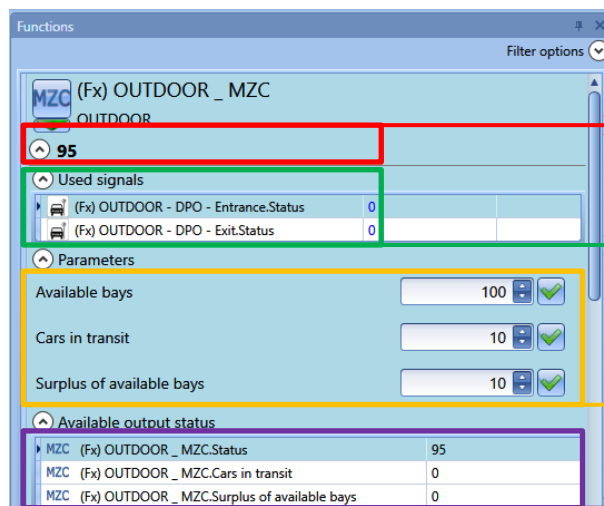 Functions
Filter options
MZC (Fx) OUTDOOR _ MZC
OUTDOOR
95
Used signals
(Fx) OUTDOOR - DPO - Entrance.Status 0
(Fx) OUTDOOR - DPO - Exit.Status 0
Parameters
Available bays 100
Cars in transit 10
Surplus of available bays 10
Available output status
MZC (Fx) OUTDOOR _ MZC.Status 95
MZC (Fx) OUTDOOR _ MZC.Cars in transit 0
MZC (Fx) OUTDOOR _ MZC.Surplus of available bays 0